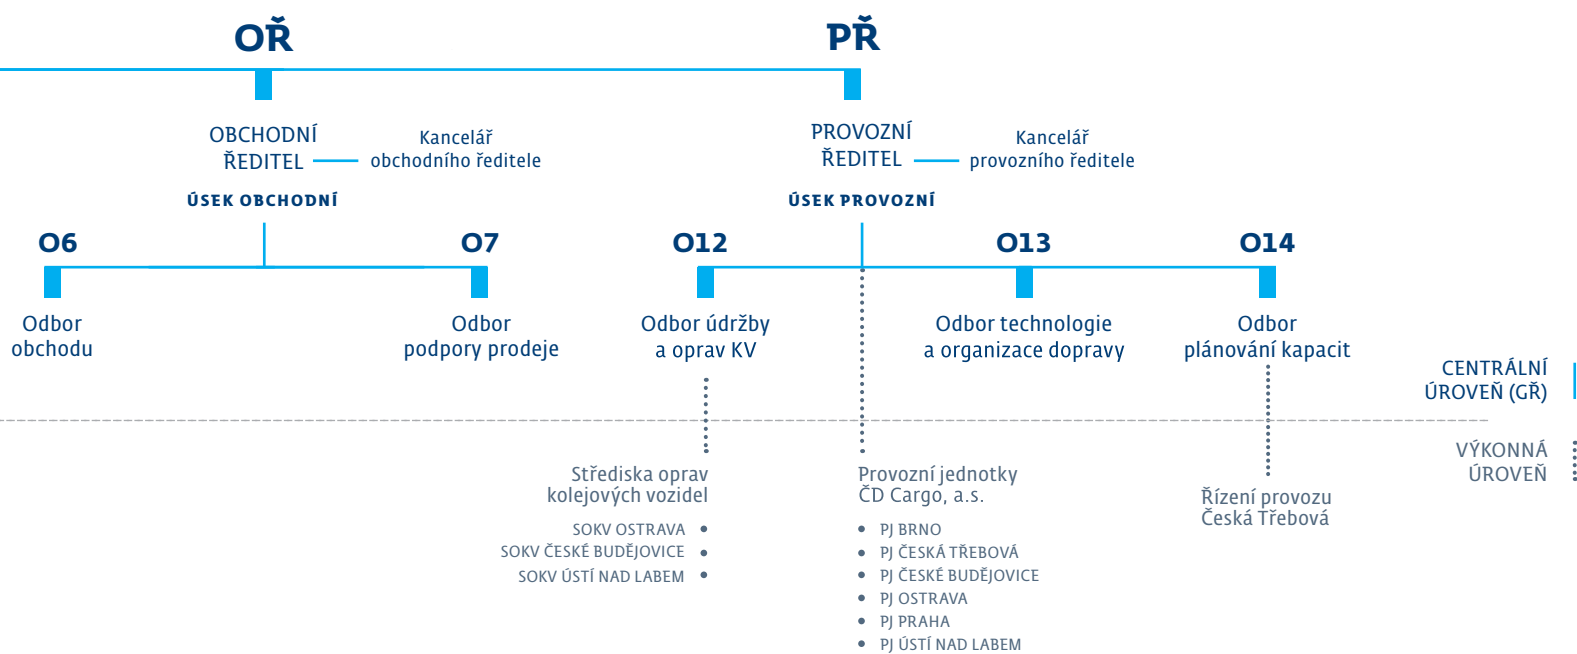 OŘ
PŘ
OBCHODNÍ
ŘEDITEL
Kancelář
obchodního ředitele
PROVOZNÍ
ŘEDITEL
Kancelář
provozního ředitele
ÚSEK OBCHODNÍ
ÚSEK PROVOZNÍ
O6
O7
O12
O13
O14
Odbor
obchodu
Odbor
podpory prodeje
Odbor údržby
a oprav KV
Odbor technologie
a organizace dopravy
Odbor
plánování kapacit
CENTRÁLNÍ
ÚROVEŇ (GŘ)
VÝKONNÁ
ÚROVEŇ
Střediska oprav
kolejových vozidel
SOKV OSTRAVA
SOKV ČESKÉ BUDĚJOVICE
SOKV ÚSTÍ NAD LABEM
Provozní jednotky
ČD Cargo, a.s.
PJ BRNO
PJ ČESKÁ TŘEBOVÁ
PJ ČESKÉ BUDĚJOVICE
PJ OSTRAVA
PJ PRAHA
PJ ÚSTÍ NAD LABEM
Řízení provozu
Česká Třebová